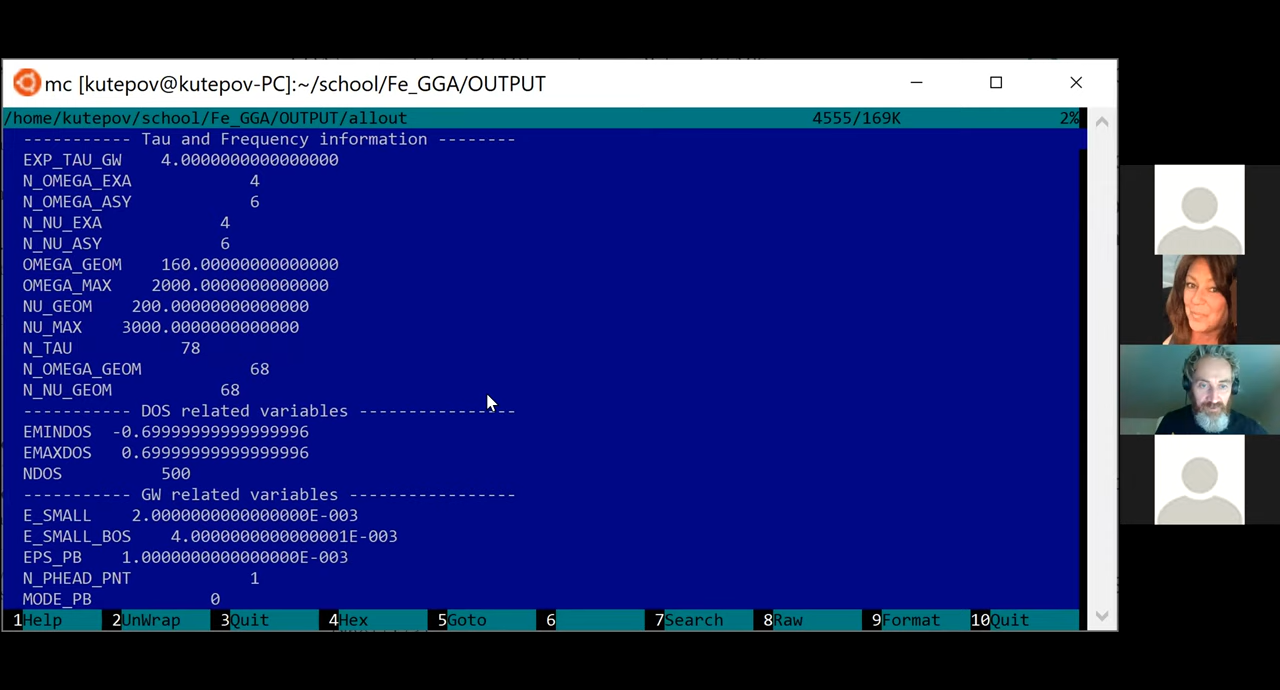 mc [kutepov@kutepov-PC]:~/school/Fe_GGA/OUTPUT
/home/kutepov/school/Fe_GGA/OUTPUT/allout 4555/169K 2%
----------- Tau and Frequency information --------
EXP_TAU_GW 4.0000000000000000
N_OMEGA_EXA 4
N_OMEGA_ASY 6
N_NU_EXA 4
N_NU_ASY 6
OMEGA_GEOM 160.00000000000000
OMEGA_MAX 2000.0000000000000
NU_GEOM 200.00000000000000
NU_MAX 3000.0000000000000
N_TAU 78
N_OMEGA_GEOM 68
N_NU_GEOM 68
----------- DOS related variables ----------------
EMINDOS -0.69999999999999996
EMAXDOS 0.69999999999999996
NDOS 500
----------- GW related variables -----------------
E_SMALL 2.0000000000000000E-003
E_SMALL_BOS 4.0000000000000001E-003
EPS_PB 1.0000000000000000E-003
N_PHEAD_PNT 1
MODE_PB 0
1Help 2UnWrap 3Quit 4Hex 5Goto 6 7Search 8Raw 9Format 10Quit